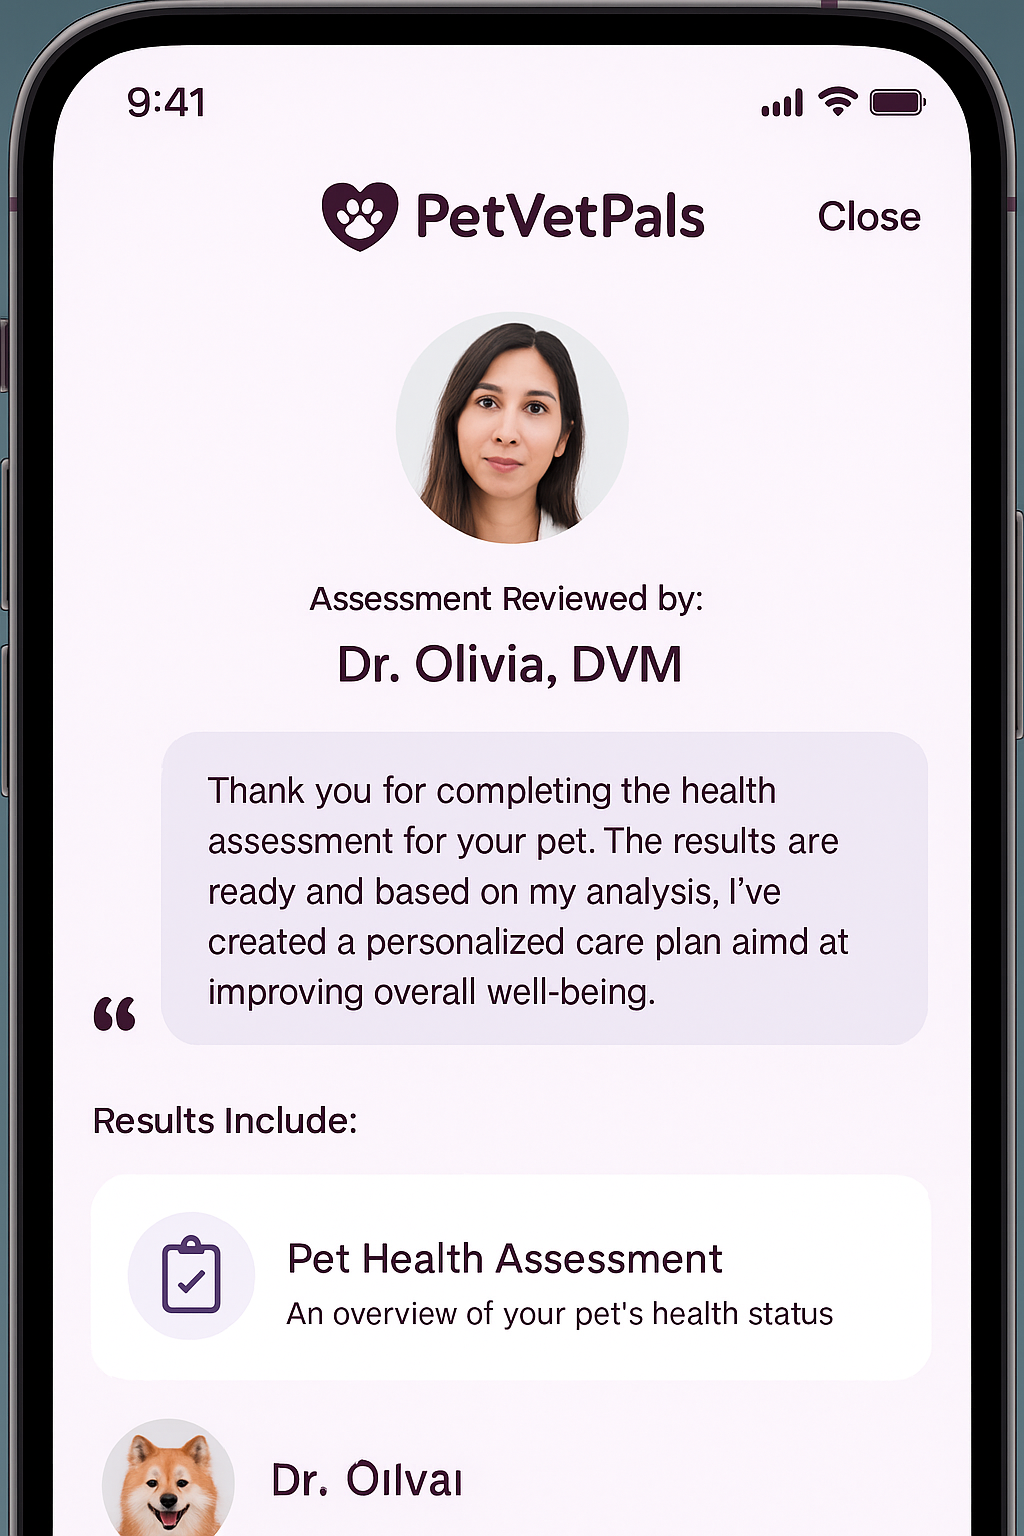 9:41
PetVetPals
Close
Assessment Reviewed by:
Dr. Olivia, DVM
Thank you for completing the health
assessment for your pet. The results are
ready and based on my analysis, I’ve
created a personalized care plan aimd at
improving overall well-being.
“
Results Include:
Pet Health Assessment
An overview of your pet's health status
Dr.